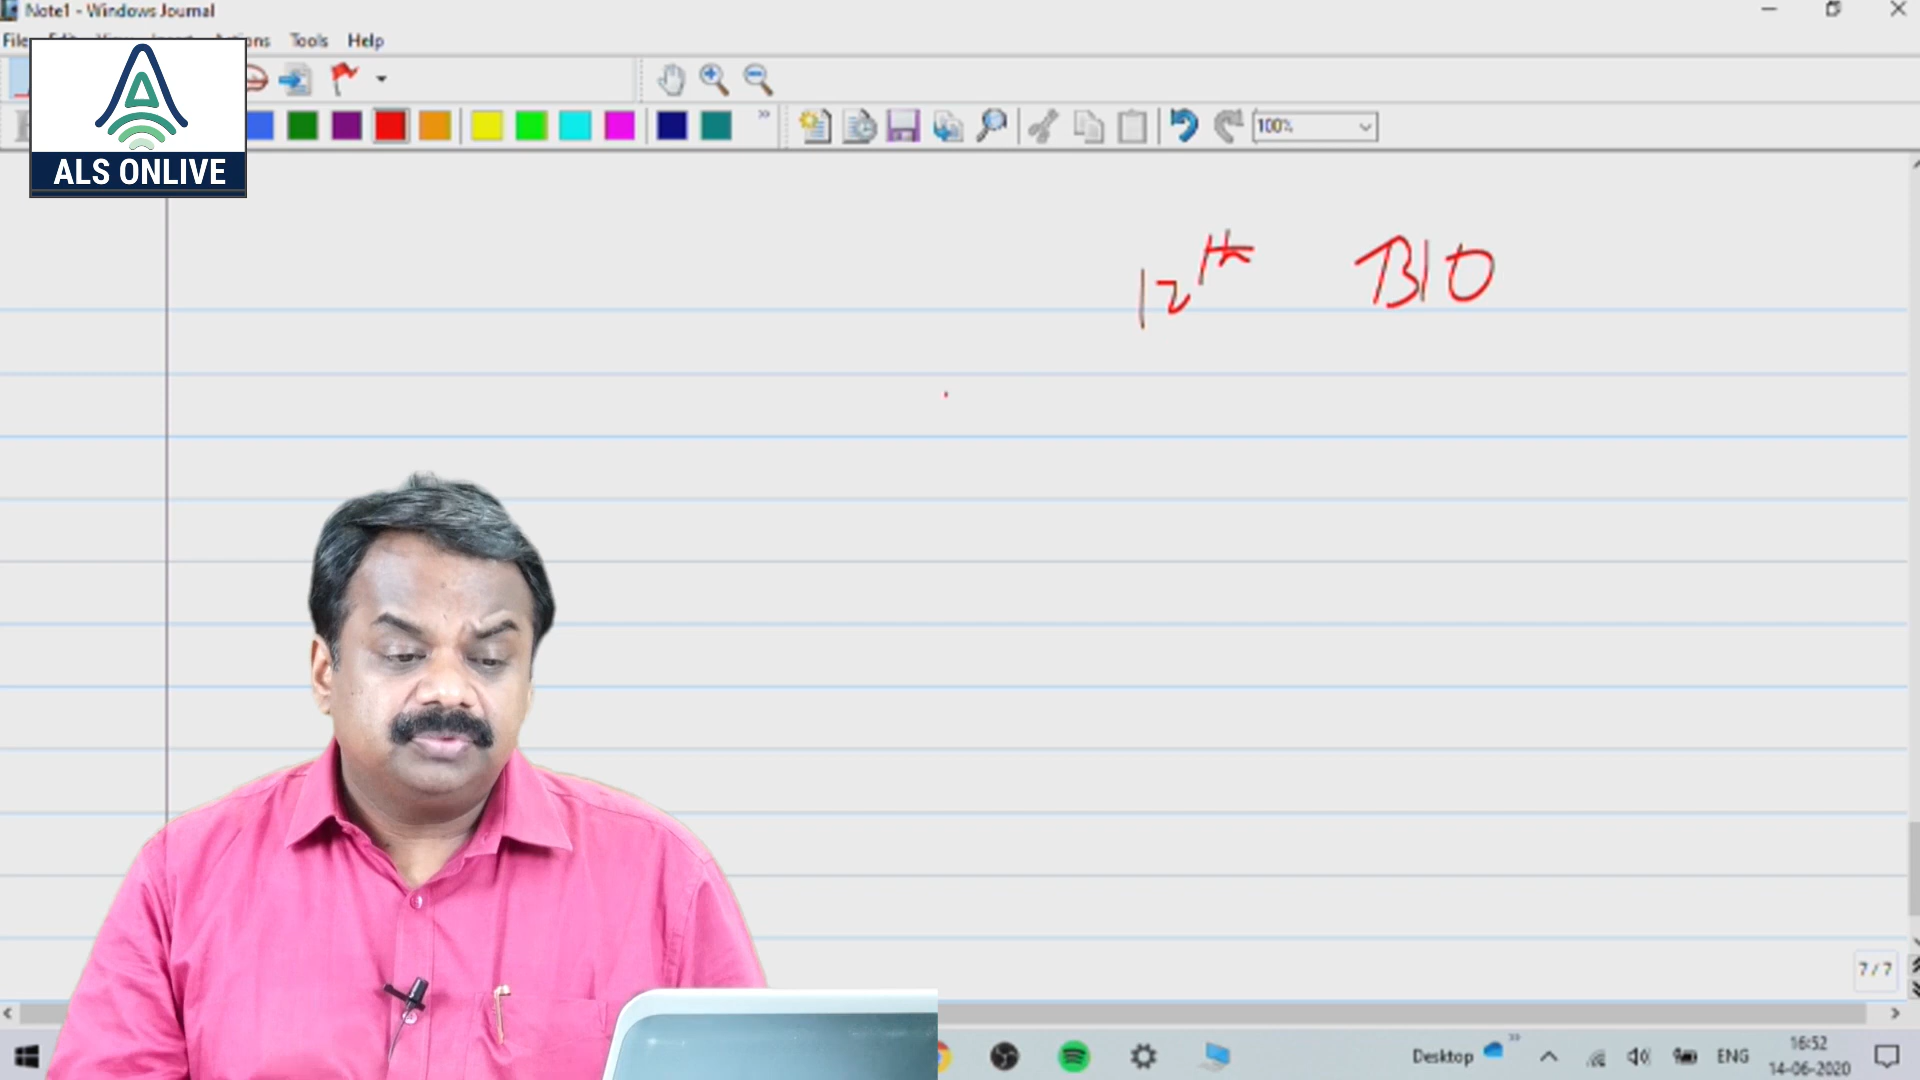 Note1 - Windows Journal
File Tools Help
100%
ALS ONLIVE
12th BIO
7/7
Desktop
ENG
16:52
14-06-2020